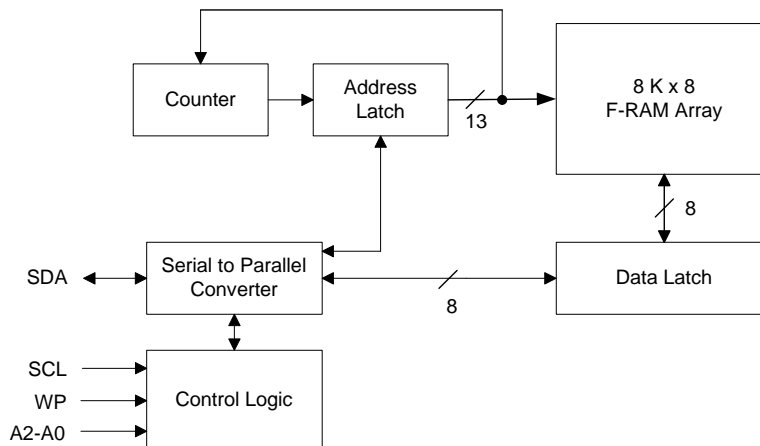 Counter
Address
Latch
13
8 K x 8
F-RAM Array
8
SDA
Serial to Parallel
Converter
8
Data Latch
SCL
WP
A2-A0
Control Logic